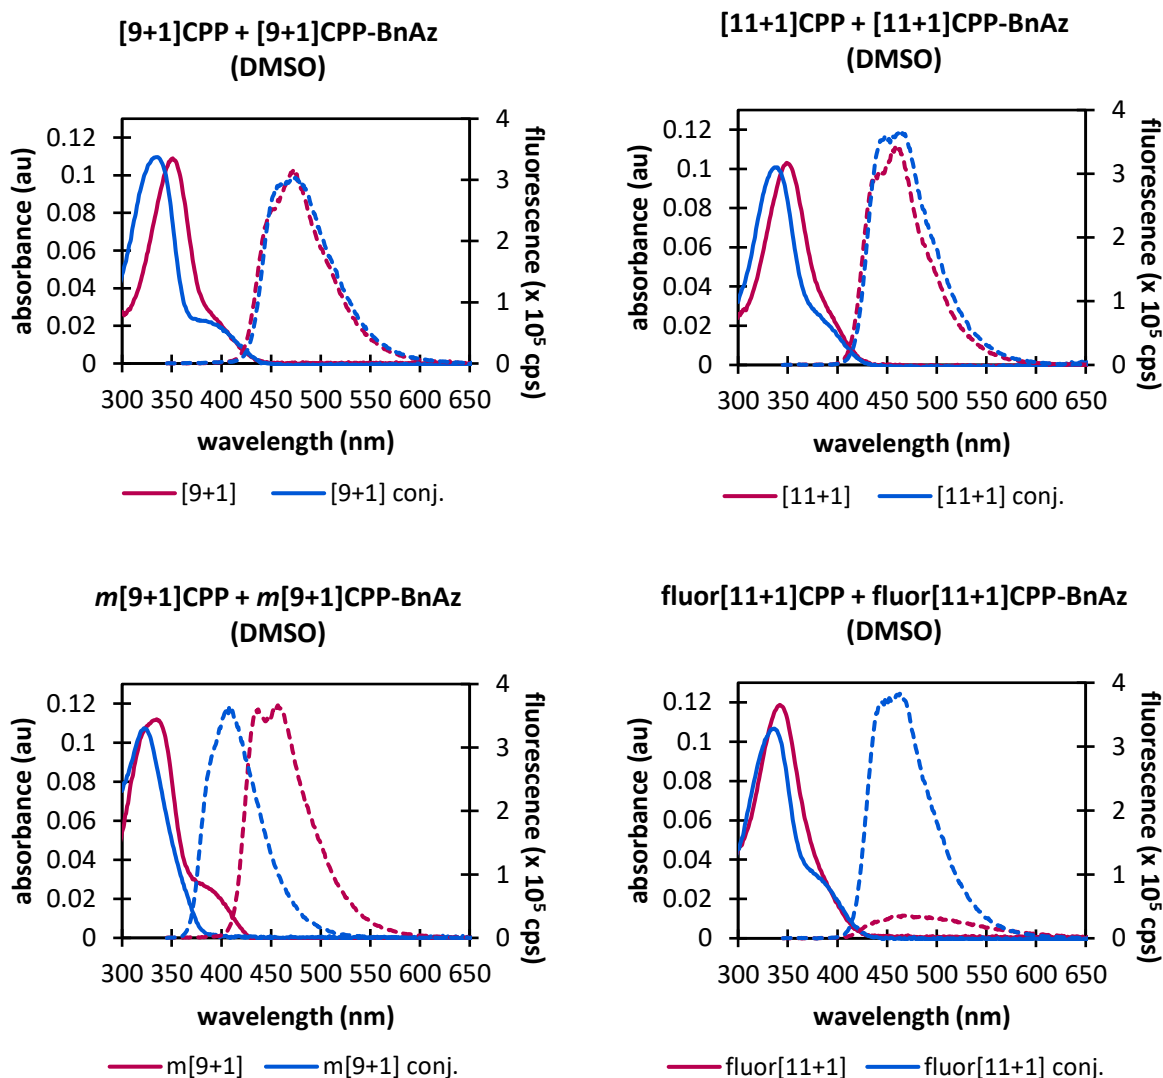 [9+1]CPP + [9+1]CPP-BnAz
(DMSO)
absorbance (au)
0.12
0.1
0.08
0.06
0.04
0.02
0
4
3
2
1
0
fluorescence (x 10⁵ cps)
300 350 400 450 500 550 600 650
wavelength (nm)
[9+1] [9+1] conj.
[11+1]CPP + [11+1]CPP-BnAz
(DMSO)
absorbance (au)
0.12
0.1
0.08
0.06
0.04
0.02
0
4
3
2
1
0
fluorescence (x 10⁵ cps)
300 350 400 450 500 550 600 650
wavelength (nm)
[11+1] [11+1] conj.
m[9+1]CPP + m[9+1]CPP-BnAz
(DMSO)
absorbance (au)
0.12
0.1
0.08
0.06
0.04
0.02
0
4
3
2
1
0
fluorescence (x 10⁵ cps)
300 350 400 450 500 550 600 650
wavelength (nm)
m[9+1] m[9+1] conj.
fluor[11+1]CPP + fluor[11+1]CPP-BnAz
(DMSO)
absorbance (au)
0.12
0.1
0.08
0.06
0.04
0.02
0
4
3
2
1
0
fluorescence (x 10⁵ cps)
300 350 400 450 500 550 600 650
wavelength (nm)
fluor[11+1] fluor[11+1] conj.